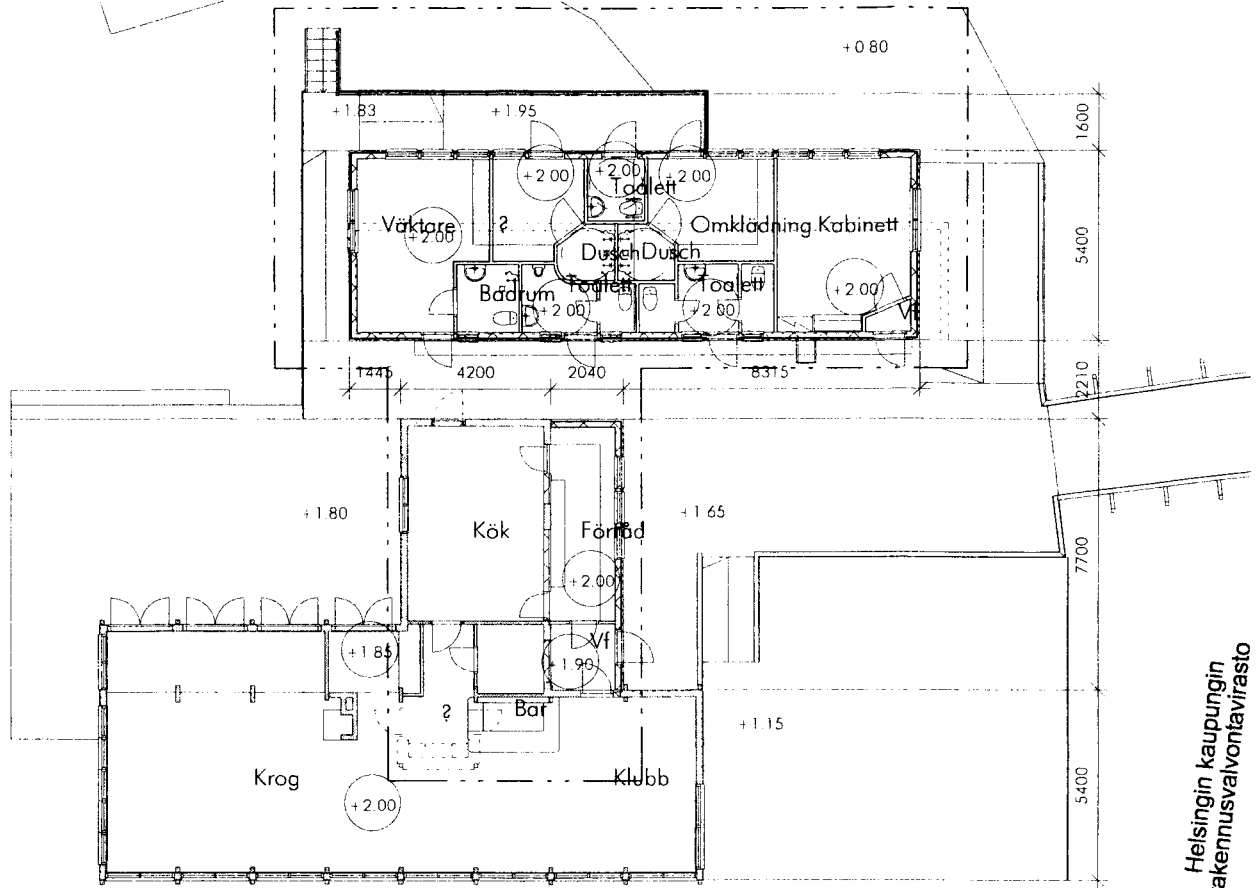 +0.80
+1.83
+1.95
1600
+2.00
+2.00
+2.00
Toalett
Väktare
+2.00
?
Omklädning
Kabinett
5400
Dusch
Dusch
Badrum
Toalett
Toalett
+2.00
+2.00
+2.00
Vf
1445
4200
2040
8315
2210
+1.80
Kök
Förråd
+1.65
+2.00
7700
+1.85
Vf
+1.90
?
Bar
+1.15
Krog
Klubb
+2.00
5400
Helsingin kaupungin
rakennusvalvontavirasto